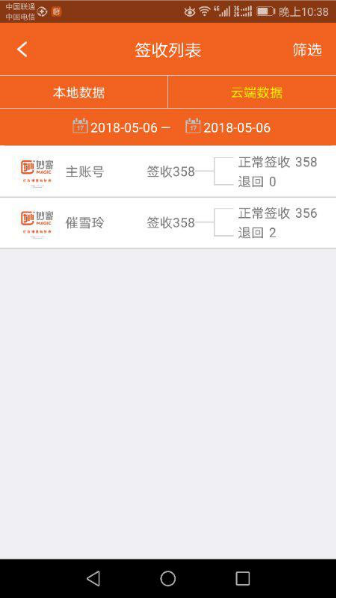 中国联通
中国电信
晚上10:38
签收列表
筛选
本地数据
云端数据
2018-05-06 – 2018-05-06
主账号
签收358
正常签收 358
退回 0
催雪玲
签收358
正常签收 356
退回 2